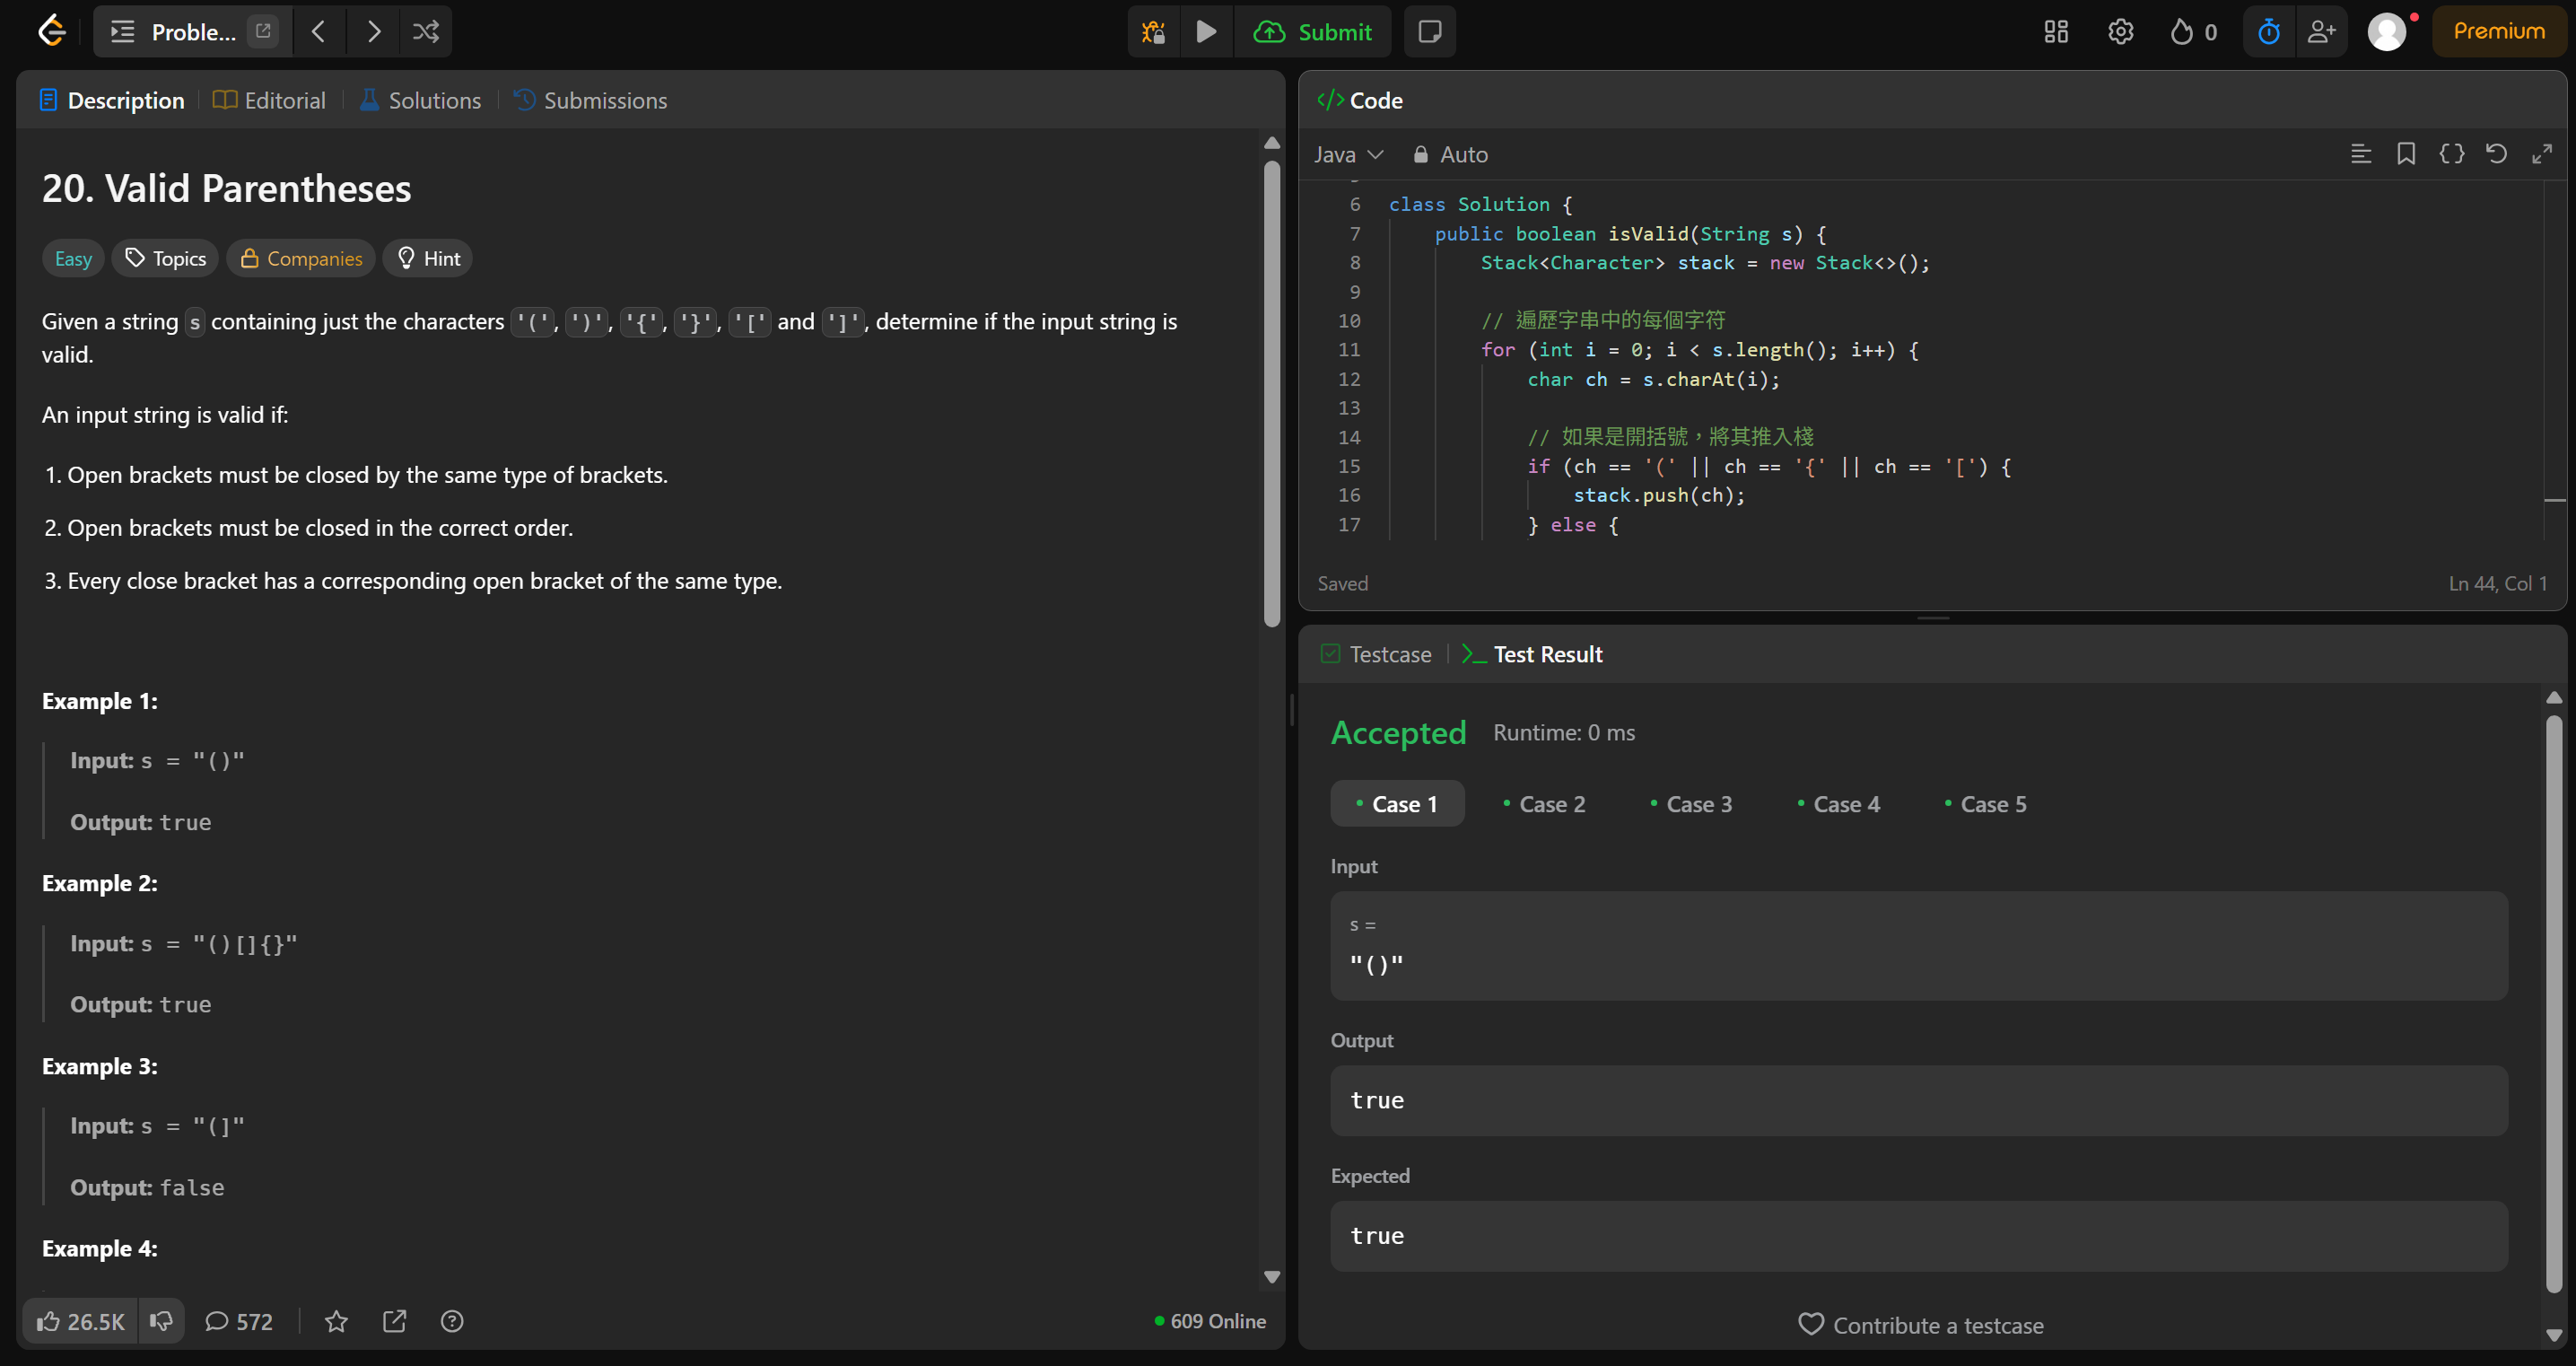 Proble...
Submit
0
Premium
Description
Editorial
Solutions
Submissions
20. Valid Parentheses
Easy
Topics
Companies
Hint
Given a string s containing just the characters '(', ')', '{', '}', '[' and ']', determine if the input string is
valid.
An input string is valid if:
1. Open brackets must be closed by the same type of brackets.
2. Open brackets must be closed in the correct order.
3. Every close bracket has a corresponding open bracket of the same type.
Example 1:
Input: s = "()"
Output: true
Example 2:
Input: s = "()[]{}"
Output: true
Example 3:
Input: s = "(]"
Output: false
Example 4:
26.5K
572
609 Online
</> Code
Java
Auto
6 class Solution {
7 public boolean isValid(String s) {
8 Stack<Character> stack = new Stack<>();
9
10 // 遍歷字串中的每個字符
11 for (int i = 0; i < s.length(); i++) {
12 char ch = s.charAt(i);
13
14 // 如果是開括號，將其推入棧
15 if (ch == '(' || ch == '{' || ch == '[') {
16 stack.push(ch);
17 } else {
Saved
Ln 44, Col 1
Testcase
Test Result
Accepted
Runtime: 0 ms
Case 1
Case 2
Case 3
Case 4
Case 5
Input
s =
"()"
Output
true
Expected
true
Contribute a testcase